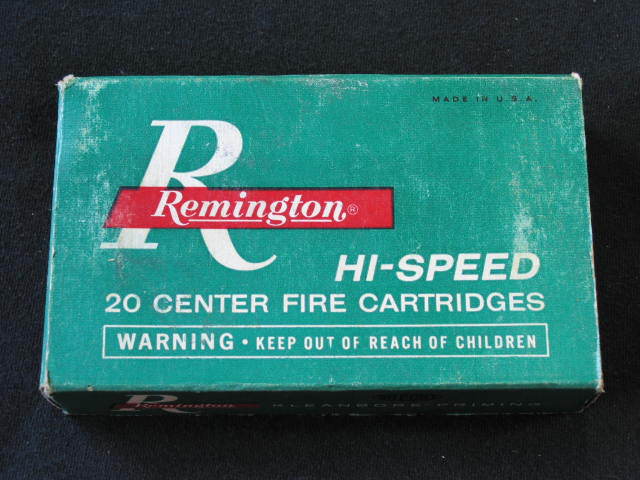 MADE IN U.S.A.
R
Remington®
HI-SPEED
20 CENTER FIRE CARTRIDGES
WARNING • KEEP OUT OF REACH OF CHILDREN
R
Remington KLEANBORE PRIMING